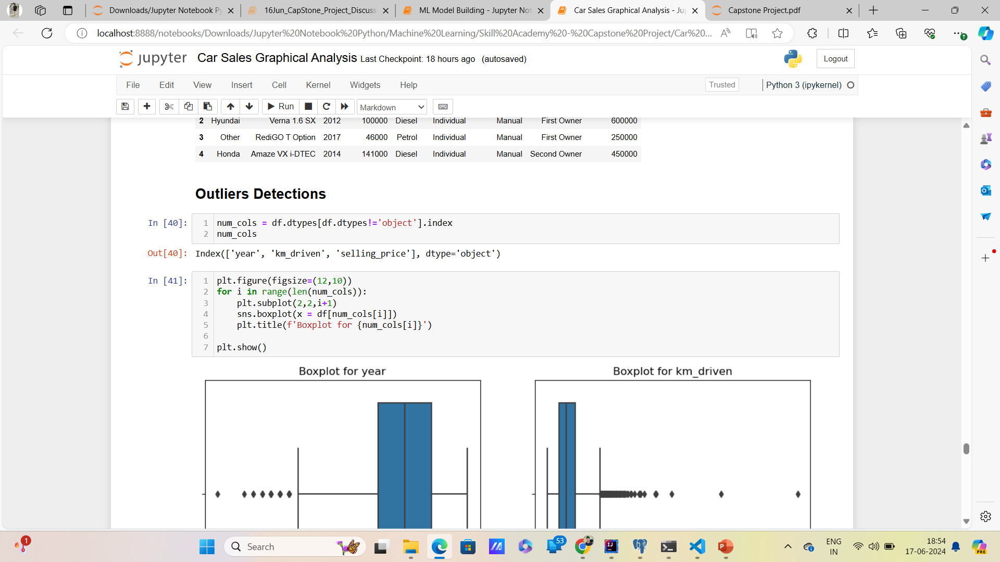 Downloads/Jupyter Notebook Py
16Jun_CapStone_Project_Discuss
ML Model Building - Jupyter Not
Car Sales Graphical Analysis - Jup
Capstone Project.pdf
localhost:8888/notebooks/Downloads/Jupyter%20Notebook%20Python/Machine%20Learning/Skill%20Academy%20-%20Capstone%20Project/Car%20...
jupyter Car Sales Graphical Analysis Last Checkpoint: 18 hours ago (autosaved)
Logout
File Edit View Insert Cell Kernel Widgets Help
Trusted
Python 3 (ipykernel)
Run
Markdown
2 Hyundai Verna 1.6 SX 2012 100000 Diesel Individual Manual First Owner 600000
3 Other RediGO T Option 2017 46000 Petrol Individual Manual First Owner 250000
4 Honda Amaze VX i-DTEC 2014 141000 Diesel Individual Manual Second Owner 450000
Outliers Detections
In [40]:
1 num_cols = df.dtypes[df.dtypes!='object'].index
2 num_cols
Out[40]: Index(['year', 'km_driven', 'selling_price'], dtype='object')
In [41]:
1 plt.figure(figsize=(12,10))
2 for i in range(len(num_cols)):
3     plt.subplot(2,2,i+1)
4     sns.boxplot(x = df[num_cols[i]])
5     plt.title(f'Boxplot for {num_cols[i]}')
6
7 plt.show()
Boxplot for year
Boxplot for km_driven
1
Search
53
ENG
IN
18:54
17-06-2024
PRE